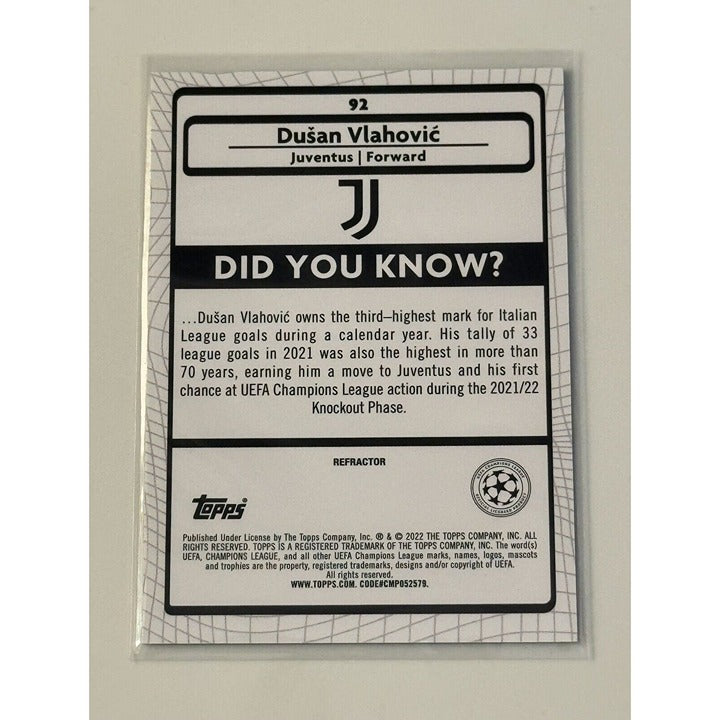 92
Dušan Vlahović
Juventus | Forward
DID YOU KNOW?
...Dušan Vlahović owns the third–highest mark for Italian
League goals during a calendar year. His tally of 33
league goals in 2021 was also the highest in more than
70 years, earning him a move to Juventus and his first
chance at UEFA Champions League action during the 2021/22
Knockout Phase.
REFRACTOR
Topps
UEFA CHAMPIONS LEAGUE
OFFICIAL LICENSED PRODUCT
Published Under License by The Topps Company, Inc. ® & © 2022 THE TOPPS COMPANY, INC. ALL
RIGHTS RESERVED. TOPPS IS A REGISTERED TRADEMARK OF THE TOPPS COMPANY, INC. The word(s)
UEFA, CHAMPIONS LEAGUE, and all other UEFA Champions League marks, names, logos, mascots
and trophies are the property, registered trademarks, designs and/or copyright of UEFA.
All rights reserved.
WWW.TOPPS.COM. CODE#CMP052579.